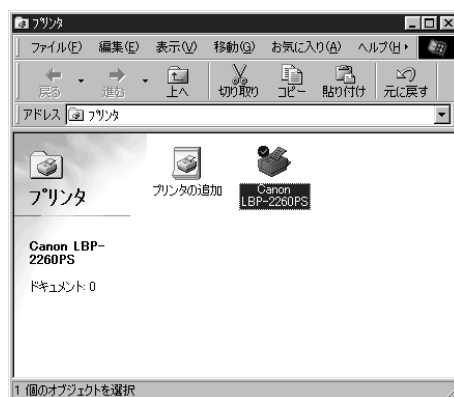 プリンタ
ファイル(F) 編集(E) 表示(V) 移動(G) お気に入り(A) ヘルプ(H)
戻る 進む 上へ 切り取り コピー 貼り付け 元に戻す
アドレス プリンタ
プリンタ
プリンタの追加
Canon
LBP-2260PS
Canon LBP-
2260PS
ドキュメント: 0
1 個のオブジェクトを選択